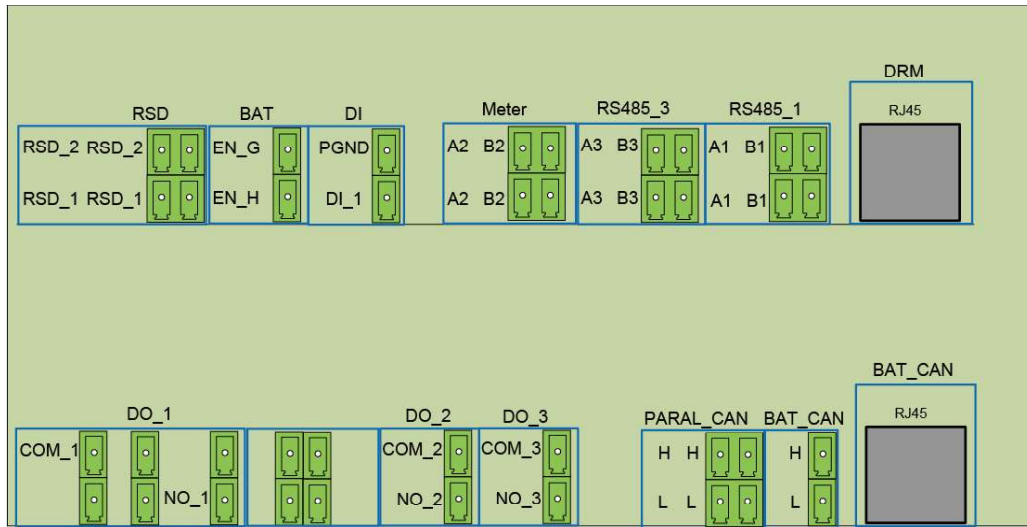 DRM
RSD BAT DI Meter RS485_3 RS485_1 RJ45
RSD_2 RSD_2 EN_G PGND A2 B2 A3 B3 A1 B1
RSD_1 RSD_1 EN_H DI_1 A2 B2 A3 B3 A1 B1
BAT_CAN
DO_1 DO_2 DO_3 PARAL_CAN BAT_CAN RJ45
COM_1 COM_2 COM_3 H H H
NO_1 NO_2 NO_3 L L L